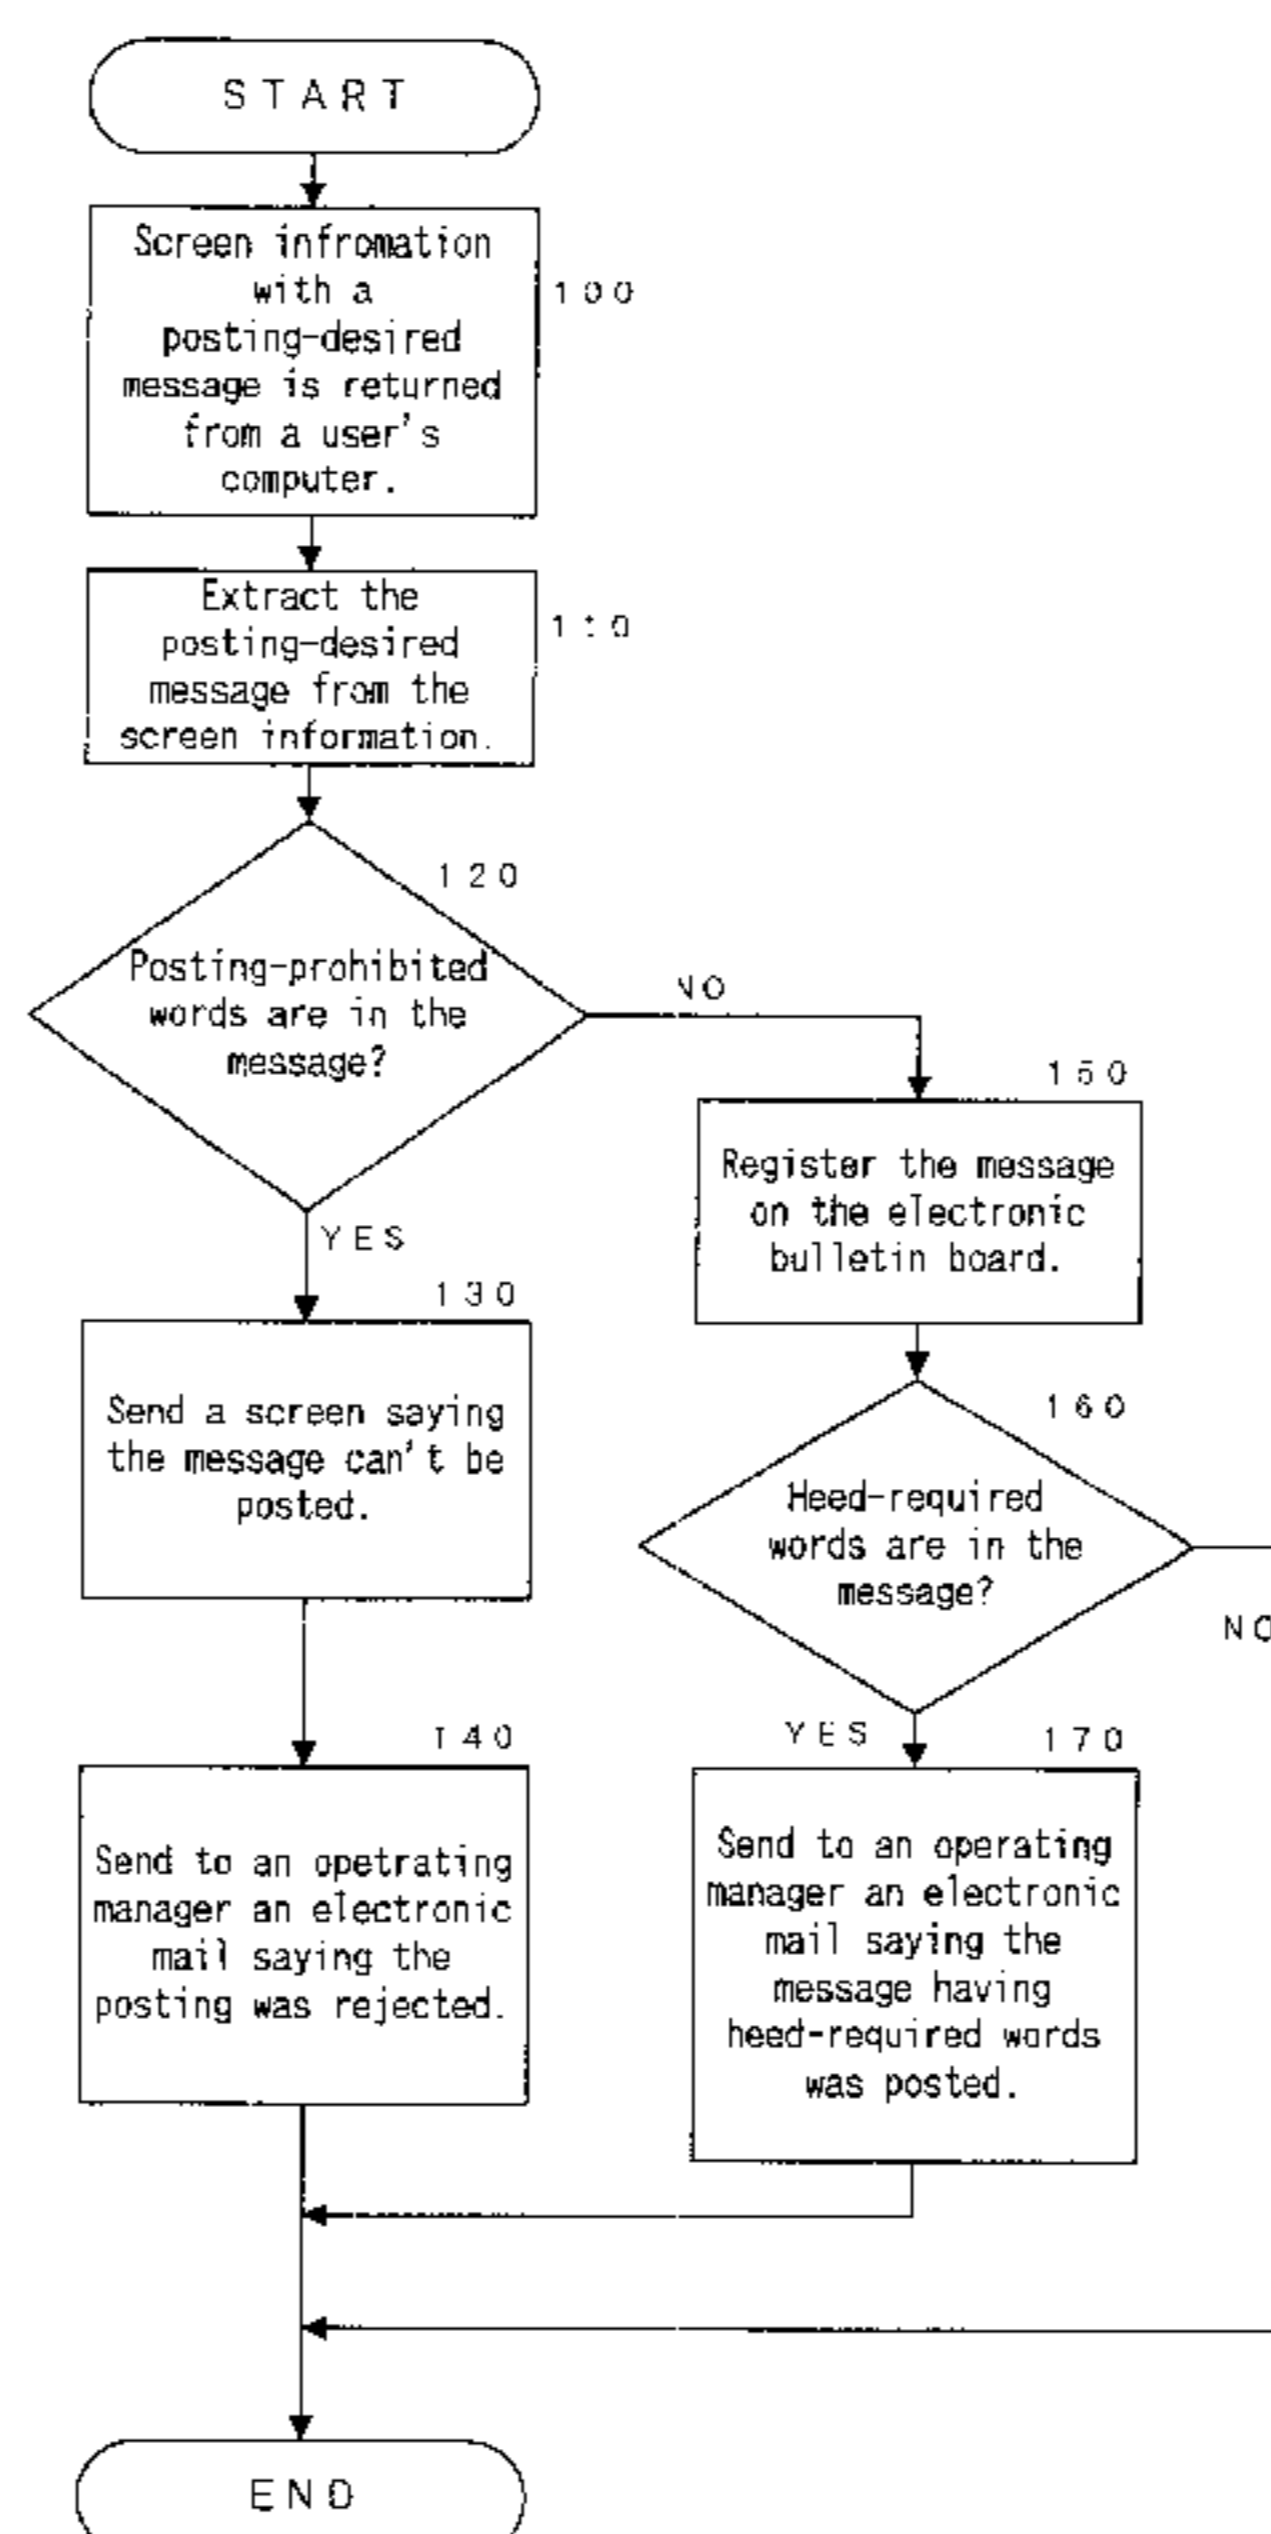 START
Screen infromation
with a
posting-desired
message is returned
from a user's
computer.
100
Extract the
posting-desired
message from the
screen information.
110
120
Posting-prohibited
words are in the
message?
NO
YES
130
Send a screen saying
the message can't be
posted.
140
Send to an opetrating
manager an electronic
mail saying the
posting was rejected.
150
Register the message
on the electronic
bulletin board.
160
Heed-required
words are in the
message?
NO
YES
170
Send to an operating
manager an electronic
mail saying the
message having
heed-required words
was posted.
END